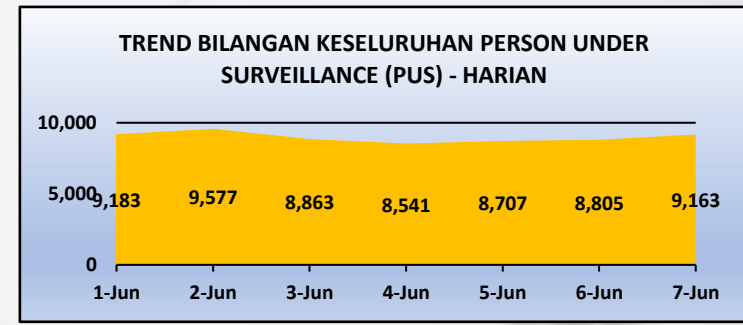 TREND BILANGAN KESELURUHAN PERSON UNDER
SURVEILLANCE (PUS) - HARIAN
10,000
5,000
0
9,183 9,577 8,863 8,541 8,707 8,805 9,163
1-Jun 2-Jun 3-Jun 4-Jun 5-Jun 6-Jun 7-Jun